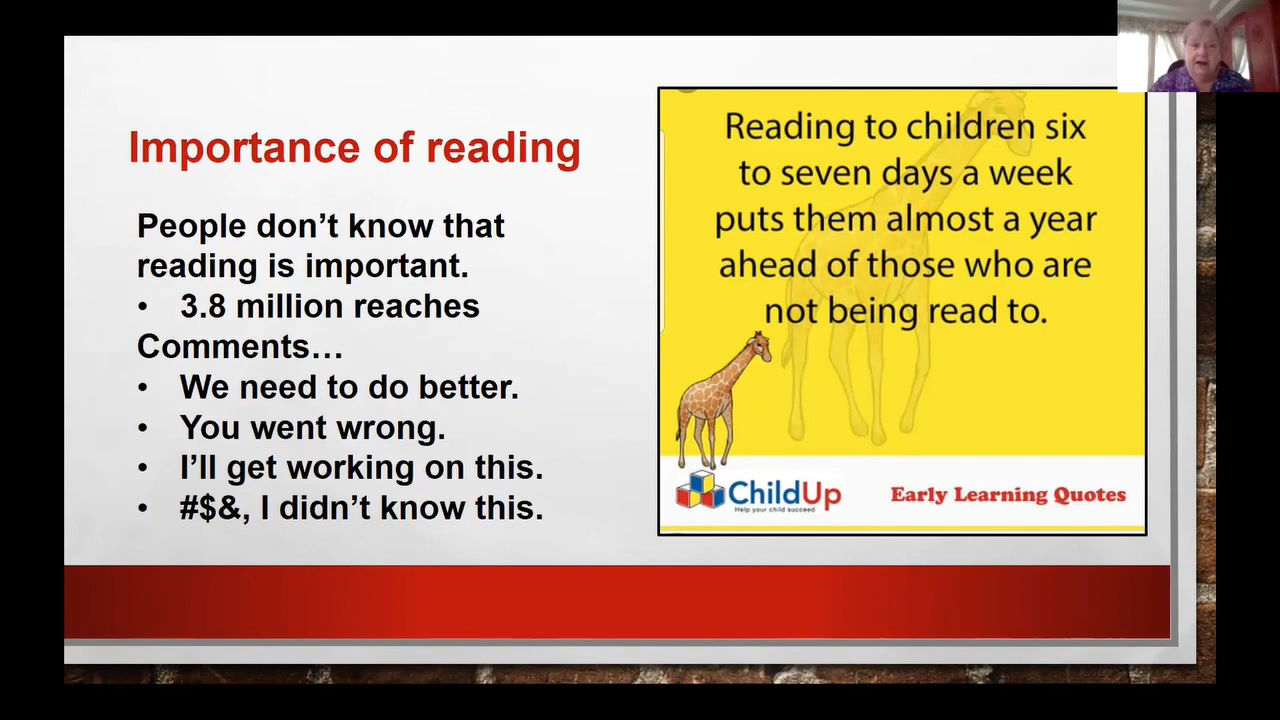 Importance of reading
People don’t know that
reading is important.
• 3.8 million reaches
Comments…
• We need to do better.
• You went wrong.
• I’ll get working on this.
• #$&, I didn’t know this.
Reading to children six
to seven days a week
puts them almost a year
ahead of those who are
not being read to.
ChildUp
Help your child succeed
Early Learning Quotes